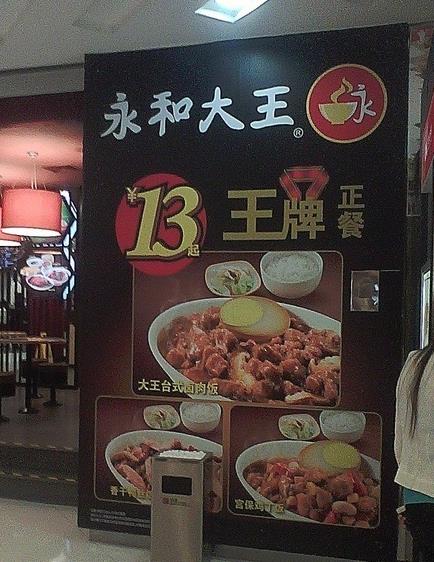 永和大王®
永
¥13起
王牌
正餐
大王台式卤肉饭
宫保鸡丁饭